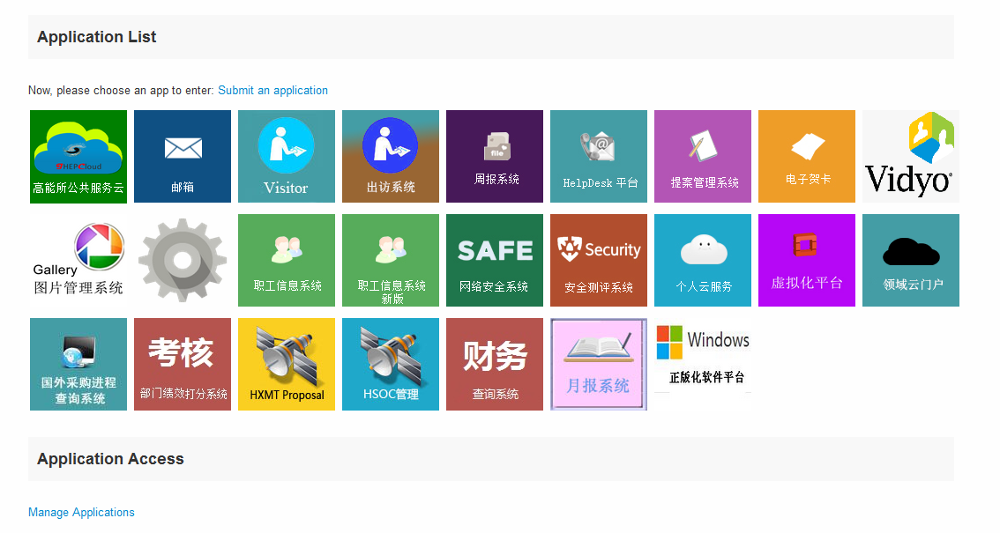 Application List
Now, please choose an app to enter: Submit an application
SHEPCloud
高能所公共服务云
邮箱
Visitor
出访系统
file
周报系统
HelpDesk 平台
提案管理系统
电子贺卡
Vidyo
Gallery
图片管理系统
职工信息系统
职工信息系统
新版
SAFE
网络安全系统
Security
安全测评系统
个人云服务
虚拟化平台
领域云门户
国外采购进程
查询系统
考核
部门绩效打分系统
HXMT Proposal
HSOC管理
财务
查询系统
月报系统
Windows
正版化软件平台
Application Access
Manage Applications